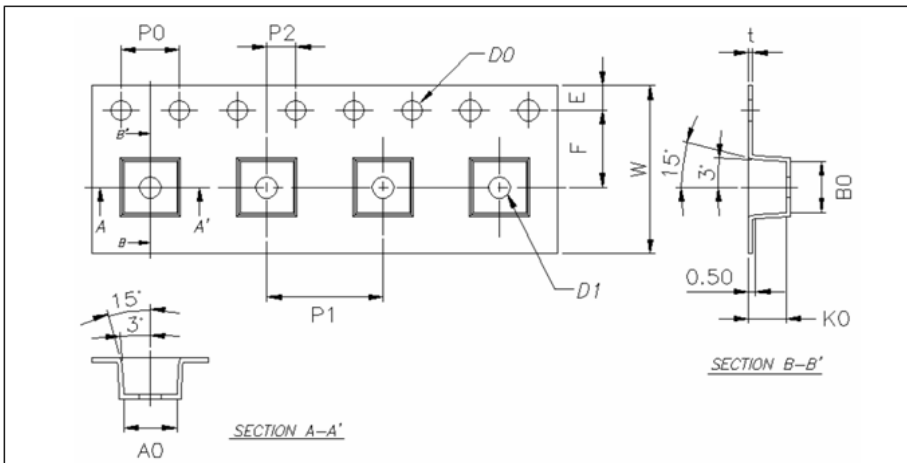 P0
P2
D0
t
E
F
W
B'
A
A'
B
15°
3°
B0
0.50
K0
P1
D1
SECTION B-B'
15°
3°
A0
SECTION A-A'